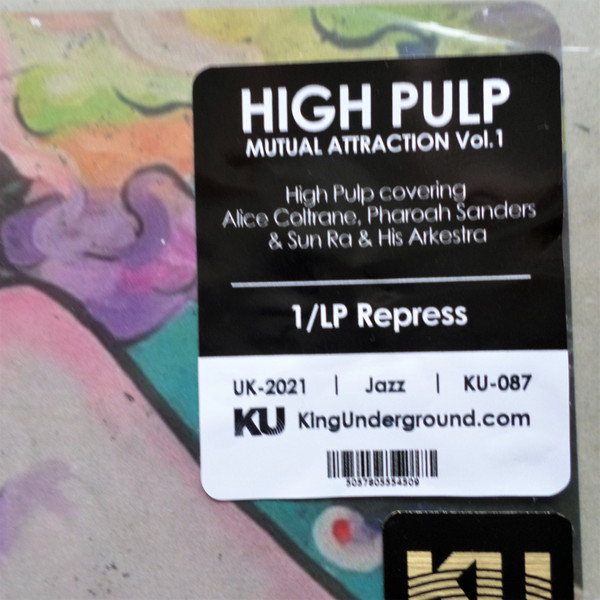 HIGH PULP
MUTUAL ATTRACTION Vol.1
High Pulp covering
Alice Coltrane, Pharoah Sanders
& Sun Ra & His Arkestra
1/LP Repress
UK-2021 | Jazz | KU-087
KU KingUnderground.com
5057805554509
KU